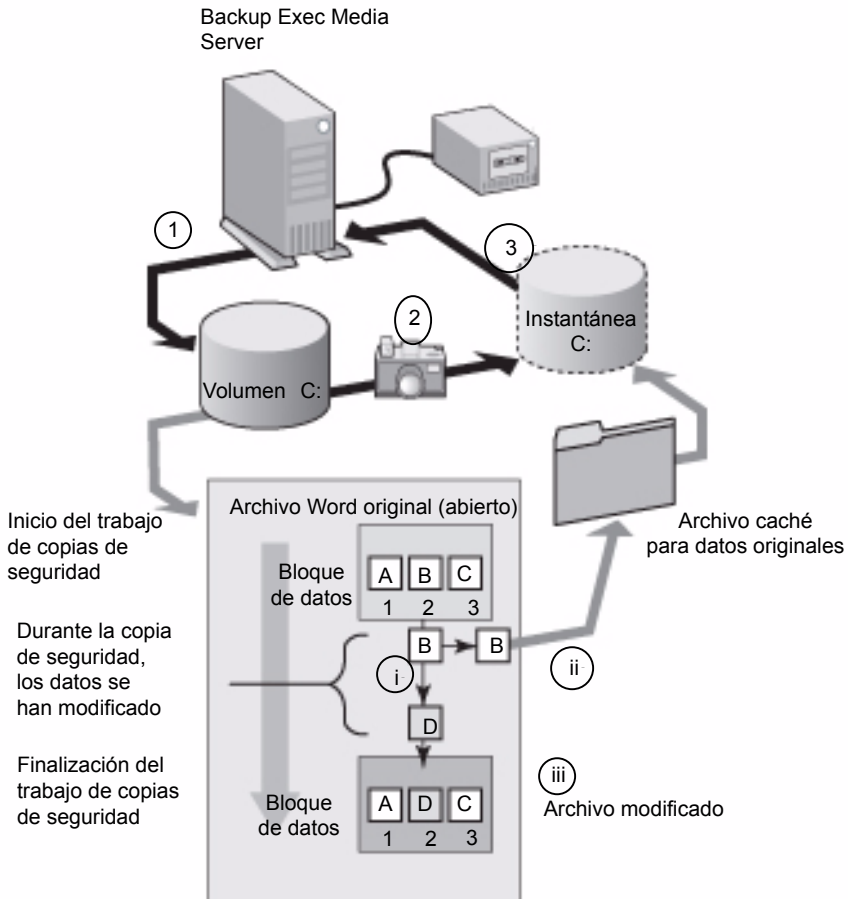 Backup Exec Media
Server
1
3
2
Instantánea
C:
Volumen C:
Archivo Word original (abierto)
Inicio del trabajo
de copias de
seguridad
Archivo caché
para datos originales
Bloque
de datos
A B C
1 2 3
Durante la copia
de seguridad,
los datos se
han modificado
B B
i
ii
D
Finalización del
trabajo de copias
de seguridad
iii
Archivo modificado
Bloque
de datos
A D C
1 2 3